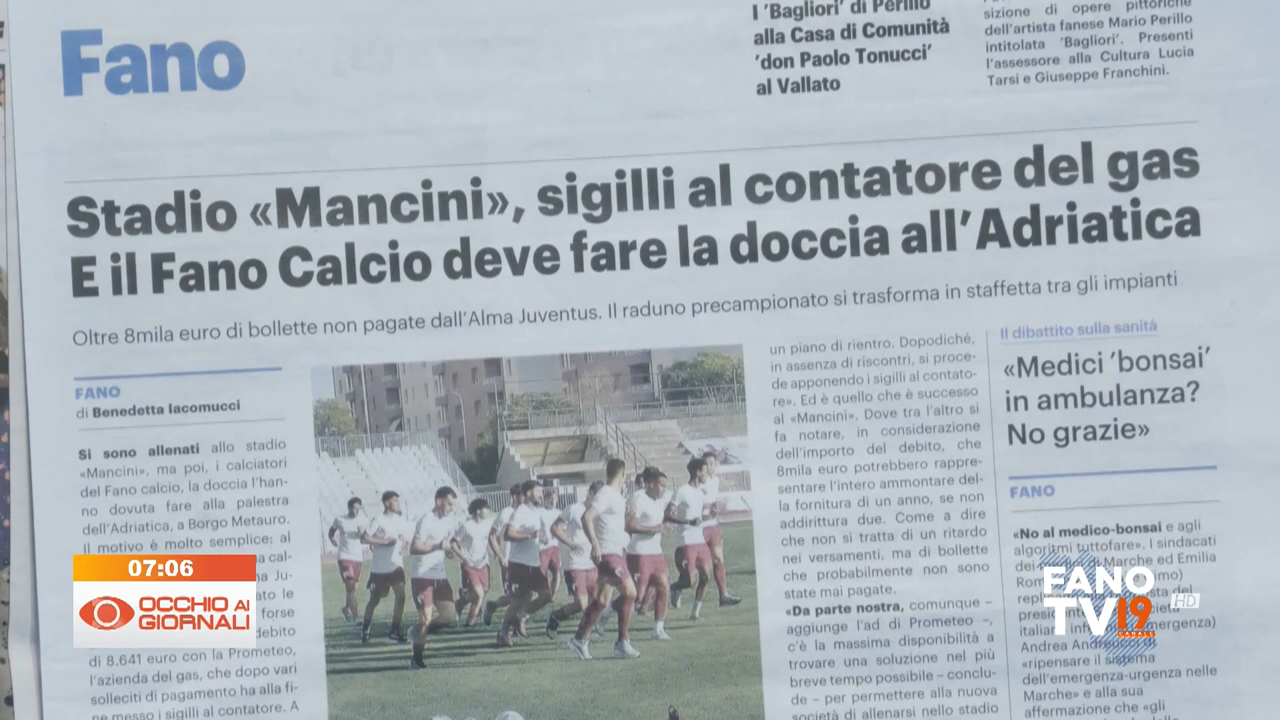 Fano
I 'Bagliori' di Perillo
alla Casa di Comunità
'don Paolo Tonucci'
al Vallato
sizione di opere pittoriche
dell'artista fanese Mario Perillo
intitolata 'Bagliori'. Presenti
l'assessore alla Cultura Lucia
Tarsi e Giuseppe Franchini.
Stadio «Mancini», sigilli al contatore del gas
E il Fano Calcio deve fare la doccia all'Adriatica
Oltre 8mila euro di bollette non pagate dall'Alma Juventus. Il raduno precampionato si trasforma in staffetta tra gli impianti
FANO
di Benedetta Iacomucci
Si sono allenati allo stadio
«Mancini», ma poi, i calciatori
del Fano calcio, la doccia l'han-
no dovuta fare alla palestra
dell'Adriatica, a Borgo Metauro.
Il motivo è molto semplice: al
forse
debito
di 8.641 euro con la Prometeo,
l'azienda del gas, che dopo vari
solleciti di pagamento ha alla fi-
ne messo i sigilli al contatore. A
un piano di rientro. Dopodiché,
in assenza di riscontri, si proce-
de apponendo i sigilli al contato-
re». Ed è quello che è successo
al «Mancini». Dove tra l'altro si
fa notare, in considerazione
dell'importo del debito, che
8mila euro potrebbero rappre-
sentare l'intero ammontare del-
la fornitura di un anno, se non
addirittura due. Come a dire
che non si tratta di un ritardo
nei versamenti, ma di bollette
che probabilmente non sono
state mai pagate.
«Da parte nostra, comunque –
aggiunge l'ad di Prometeo –,
c'è la massima disponibilità a
trovare una soluzione nel più
breve tempo possibile – conclu-
de – per permettere alla nuova
società di allenarsi nello stadio
Il dibattito sulla sanità
«Medici 'bonsai'
in ambulanza?
No grazie»
FANO
«No al medico-bonsai e agli
algoritmi tuttofare». I sindacati
dei Marche ed Emilia
Andrea
«ripensare il sistema
dell'emergenza-urgenza nelle
Marche» e alla sua
affermazione che «gli
07:06
OCCHIO AI
GIORNALI
FANO
TV19 HD
CANALE